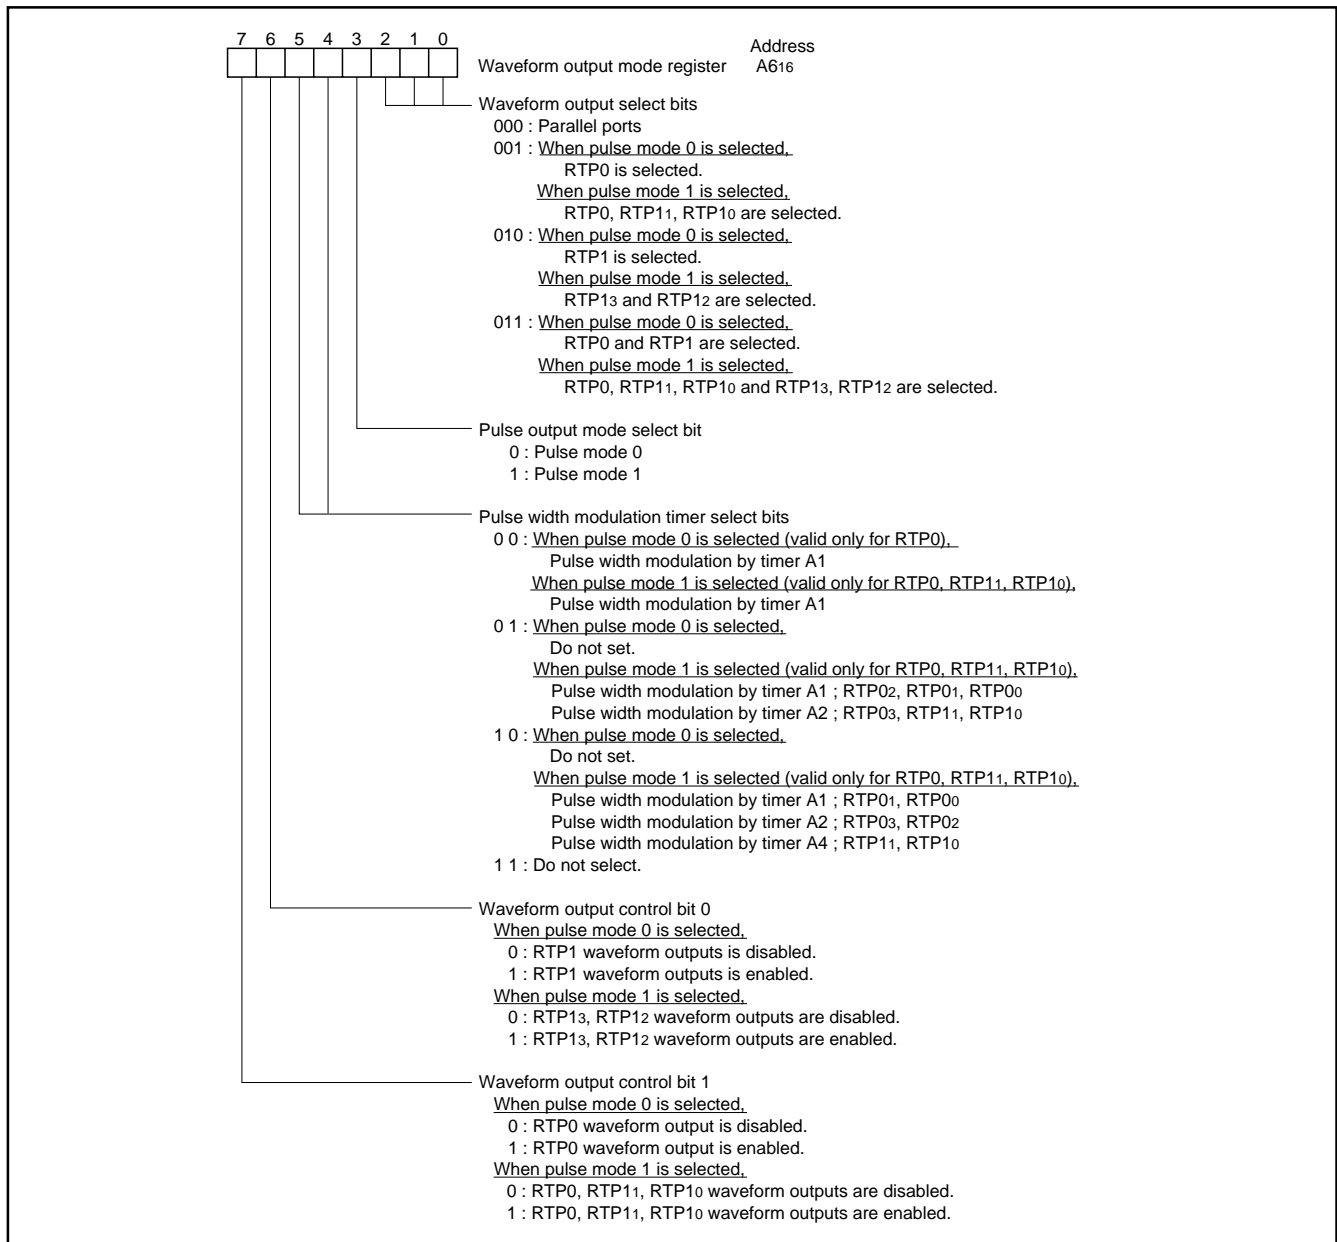 7 6 5 4 3 2 1 0
Address
Waveform output mode register A616
Waveform output select bits
000 : Parallel ports
001 : When pulse mode 0 is selected,
RTP0 is selected.
When pulse mode 1 is selected,
RTP0, RTP11, RTP10 are selected.
010 : When pulse mode 0 is selected,
RTP1 is selected.
When pulse mode 1 is selected,
RTP13 and RTP12 are selected.
011 : When pulse mode 0 is selected,
RTP0 and RTP1 are selected.
When pulse mode 1 is selected,
RTP0, RTP11, RTP10 and RTP13, RTP12 are selected.
Pulse output mode select bit
0 : Pulse mode 0
1 : Pulse mode 1
Pulse width modulation timer select bits
0 0 : When pulse mode 0 is selected (valid only for RTP0),
Pulse width modulation by timer A1
When pulse mode 1 is selected (valid only for RTP0, RTP11, RTP10),
Pulse width modulation by timer A1
0 1 : When pulse mode 0 is selected,
Do not set.
When pulse mode 1 is selected (valid only for RTP0, RTP11, RTP10),
Pulse width modulation by timer A1 ; RTP02, RTP01, RTP00
Pulse width modulation by timer A2 ; RTP03, RTP11, RTP10
1 0 : When pulse mode 0 is selected,
Do not set.
When pulse mode 1 is selected (valid only for RTP0, RTP11, RTP10),
Pulse width modulation by timer A1 ; RTP01, RTP00
Pulse width modulation by timer A2 ; RTP03, RTP02
Pulse width modulation by timer A4 ; RTP11, RTP10
1 1 : Do not select.
Waveform output control bit 0
When pulse mode 0 is selected,
0 : RTP1 waveform outputs is disabled.
1 : RTP1 waveform outputs is enabled.
When pulse mode 1 is selected,
0 : RTP13, RTP12 waveform outputs are disabled.
1 : RTP13, RTP12 waveform outputs are enabled.
Waveform output control bit 1
When pulse mode 0 is selected,
0 : RTP0 waveform output is disabled.
1 : RTP0 waveform output is enabled.
When pulse mode 1 is selected,
0 : RTP0, RTP11, RTP10 waveform outputs are disabled.
1 : RTP0, RTP11, RTP10 waveform outputs are enabled.